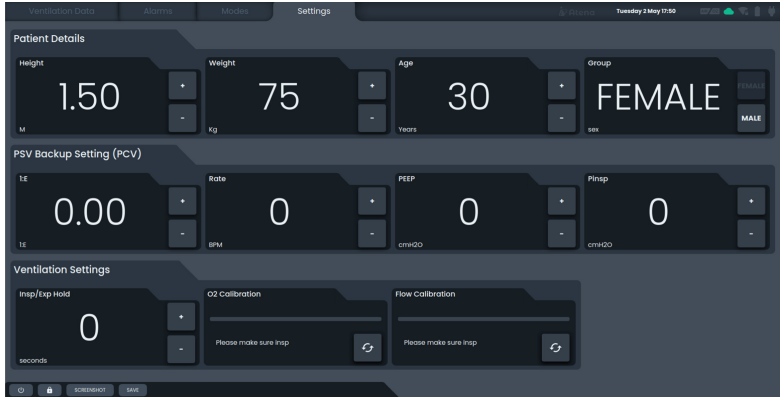 Ventilation Data
Alarms
Modes
Settings
Tuesday 2 May 17:50
Patient Details
Height
1.50
M
+
-
Weight
75
Kg
+
-
Age
30
Years
+
-
Group
FEMALE
sex
FEMALE
MALE
PSV Backup Setting (PCV)
1:E
0.00
1:E
+
-
Rate
0
BPM
+
-
PEEP
0
cmH2O
+
-
Pinsp
0
cmH2O
+
-
Ventilation Settings
Insp/Exp Hold
0
seconds
+
-
O2 Calibration
Please make sure insp
Flow Calibration
Please make sure insp
SCREENSHOT
SAVE